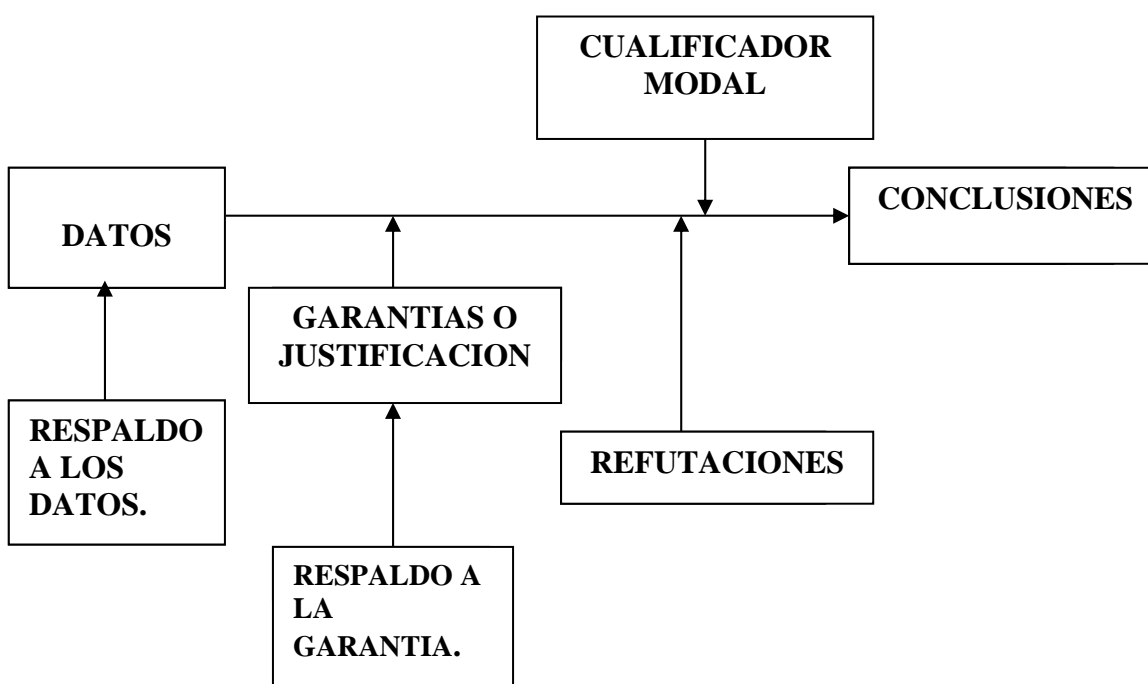 CUALIFICADOR
MODAL
DATOS
CONCLUSIONES
GARANTIAS O
JUSTIFICACION
RESPALDO
A LOS
DATOS.
REFUTACIONES
RESPALDO A
LA
GARANTIA.